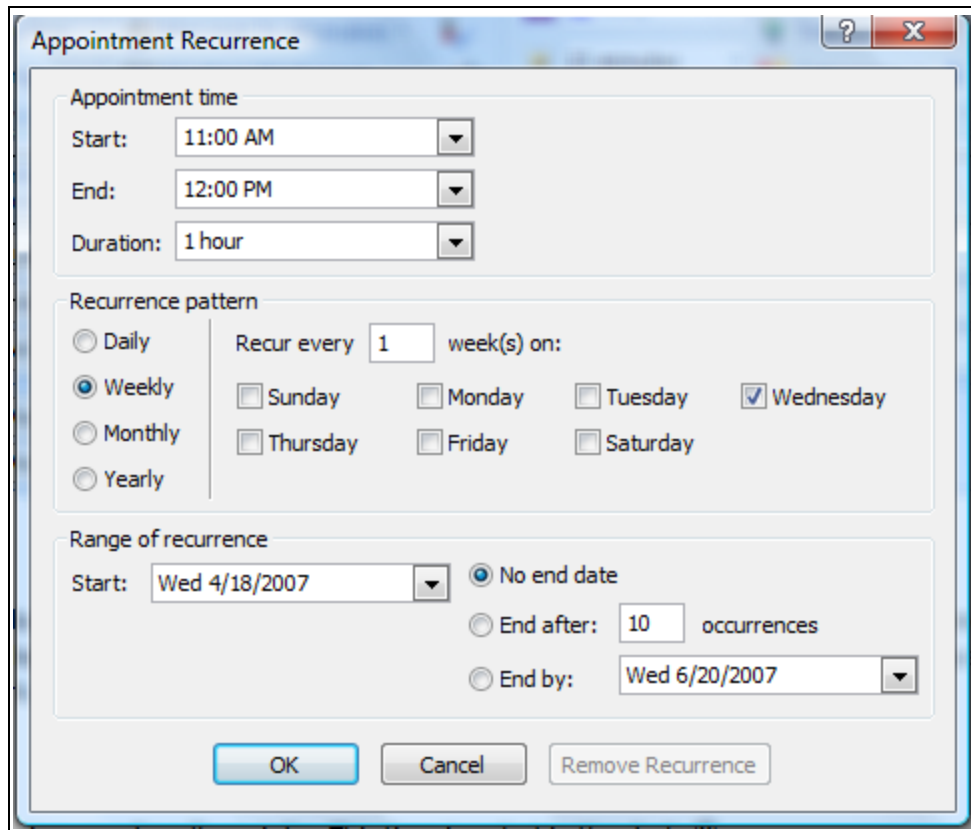 Appointment Recurrence
Appointment time
Start: 11:00 AM
End: 12:00 PM
Duration: 1 hour
Recurrence pattern
Daily Recur every 1 week(s) on:
Weekly Sunday Monday Tuesday Wednesday
Monthly Thursday Friday Saturday
Yearly
Range of recurrence
Start: Wed 4/18/2007 No end date
End after: 10 occurrences
End by: Wed 6/20/2007
OK Cancel Remove Recurrence